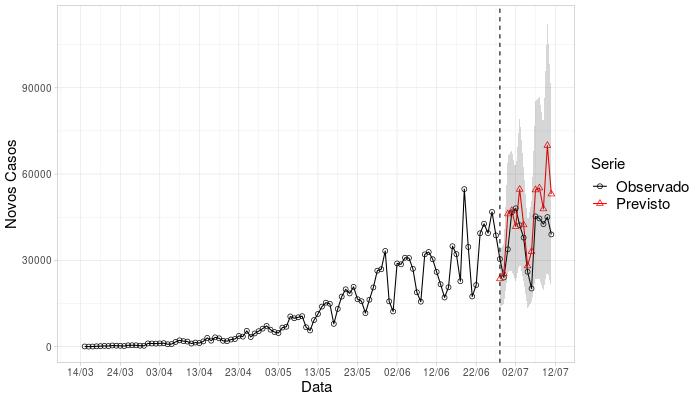 Novos Casos
90000
60000
30000
0
14/03 24/03 03/04 13/04 23/04 03/05 13/05 23/05 02/06 12/06 22/06 02/07 12/07
Data
Serie
Observado
Previsto